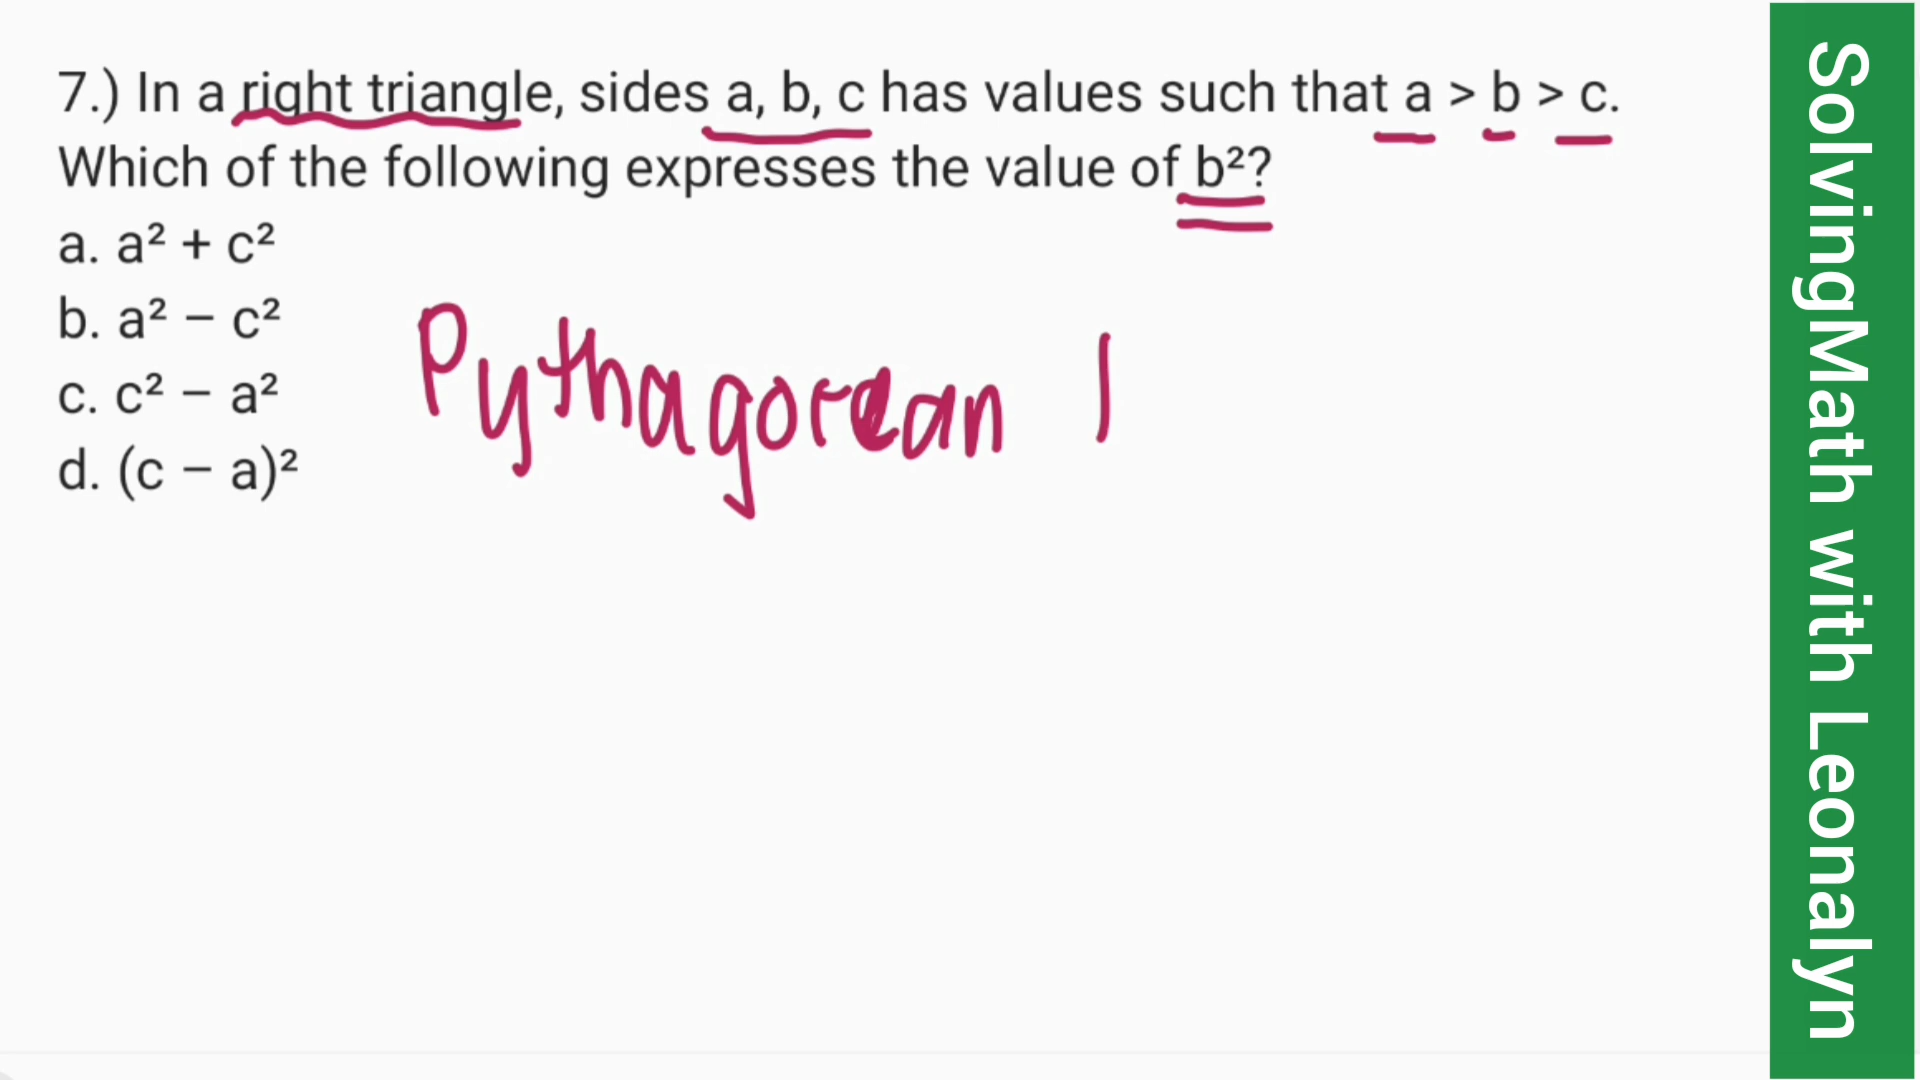 7.) In a right triangle, sides a, b, c has values such that a > b > c.
Which of the following expresses the value of b²?
a. a² + c²
b. a² – c²
c. c² – a²
d. (c – a)²
Pythagorean
SolvingMath with Leonalyn